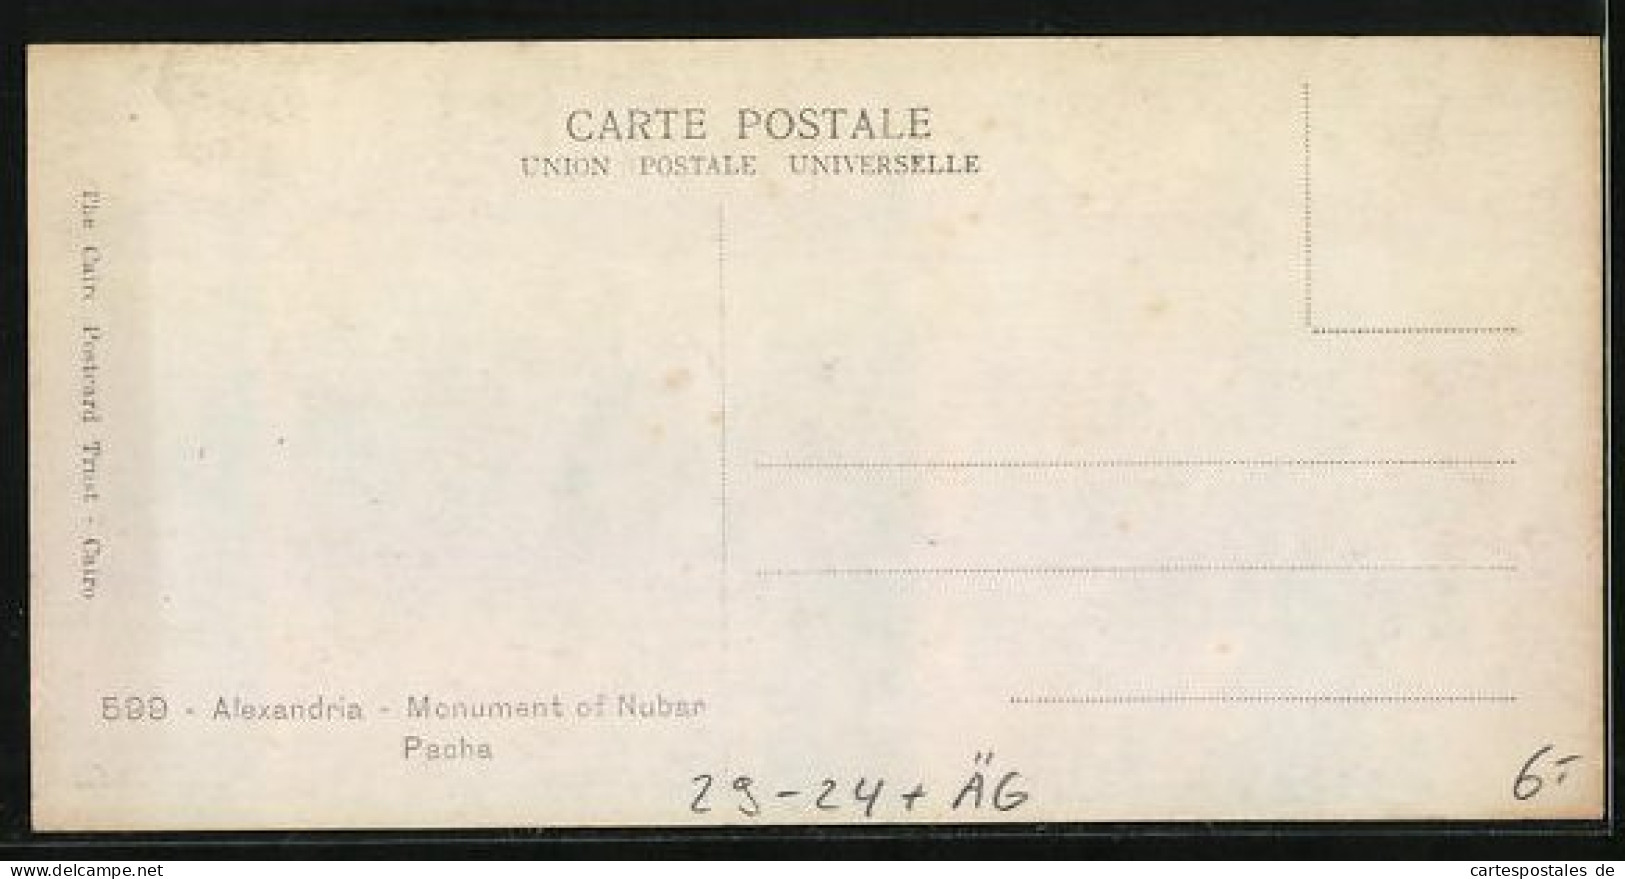 CARTE POSTALE
UNION POSTALE UNIVERSELLE
The Cairo Postcard Trust - Cairo
599 - Alexandria - Monument of Nubar
Pacha
29-24 + ÄG
6-
cartespostales de